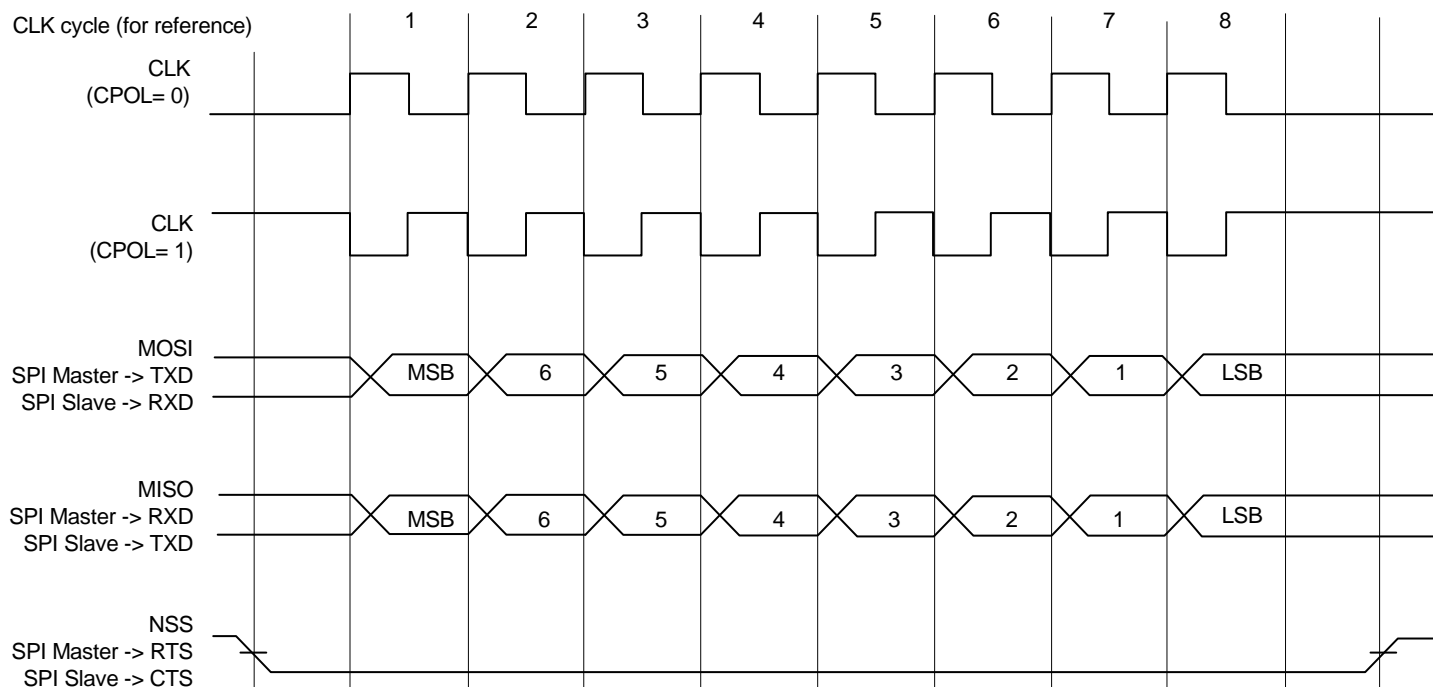 CLK cycle (for reference) 1 2 3 4 5 6 7 8
CLK
(CPOL= 0)
CLK
(CPOL= 1)
MOSI
SPI Master -> TXD
SPI Slave -> RXD
MSB 6 5 4 3 2 1 LSB
MISO
SPI Master -> RXD
SPI Slave -> TXD
MSB 6 5 4 3 2 1 LSB
NSS
SPI Master -> RTS
SPI Slave -> CTS